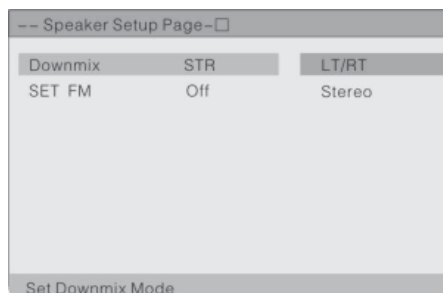 -- Speaker Setup Page-□
Downmix STR LT/RT
SET FM Off Stereo
Set Downmix Mode